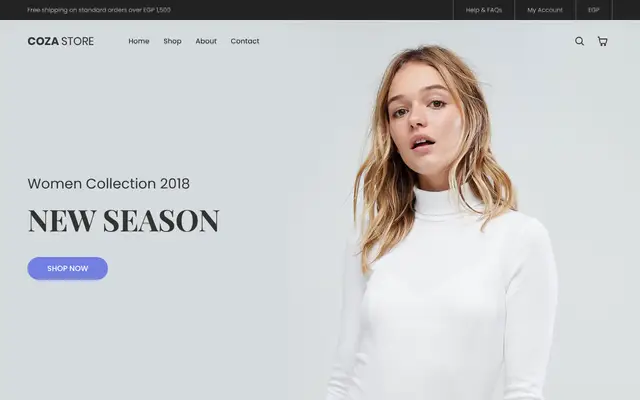 Free shipping on standard orders over EGP 1,500
Help & FAQs
My Account
EGP
COZA STORE
Home
Shop
About
Contact
Women Collection 2018
NEW SEASON
SHOP NOW